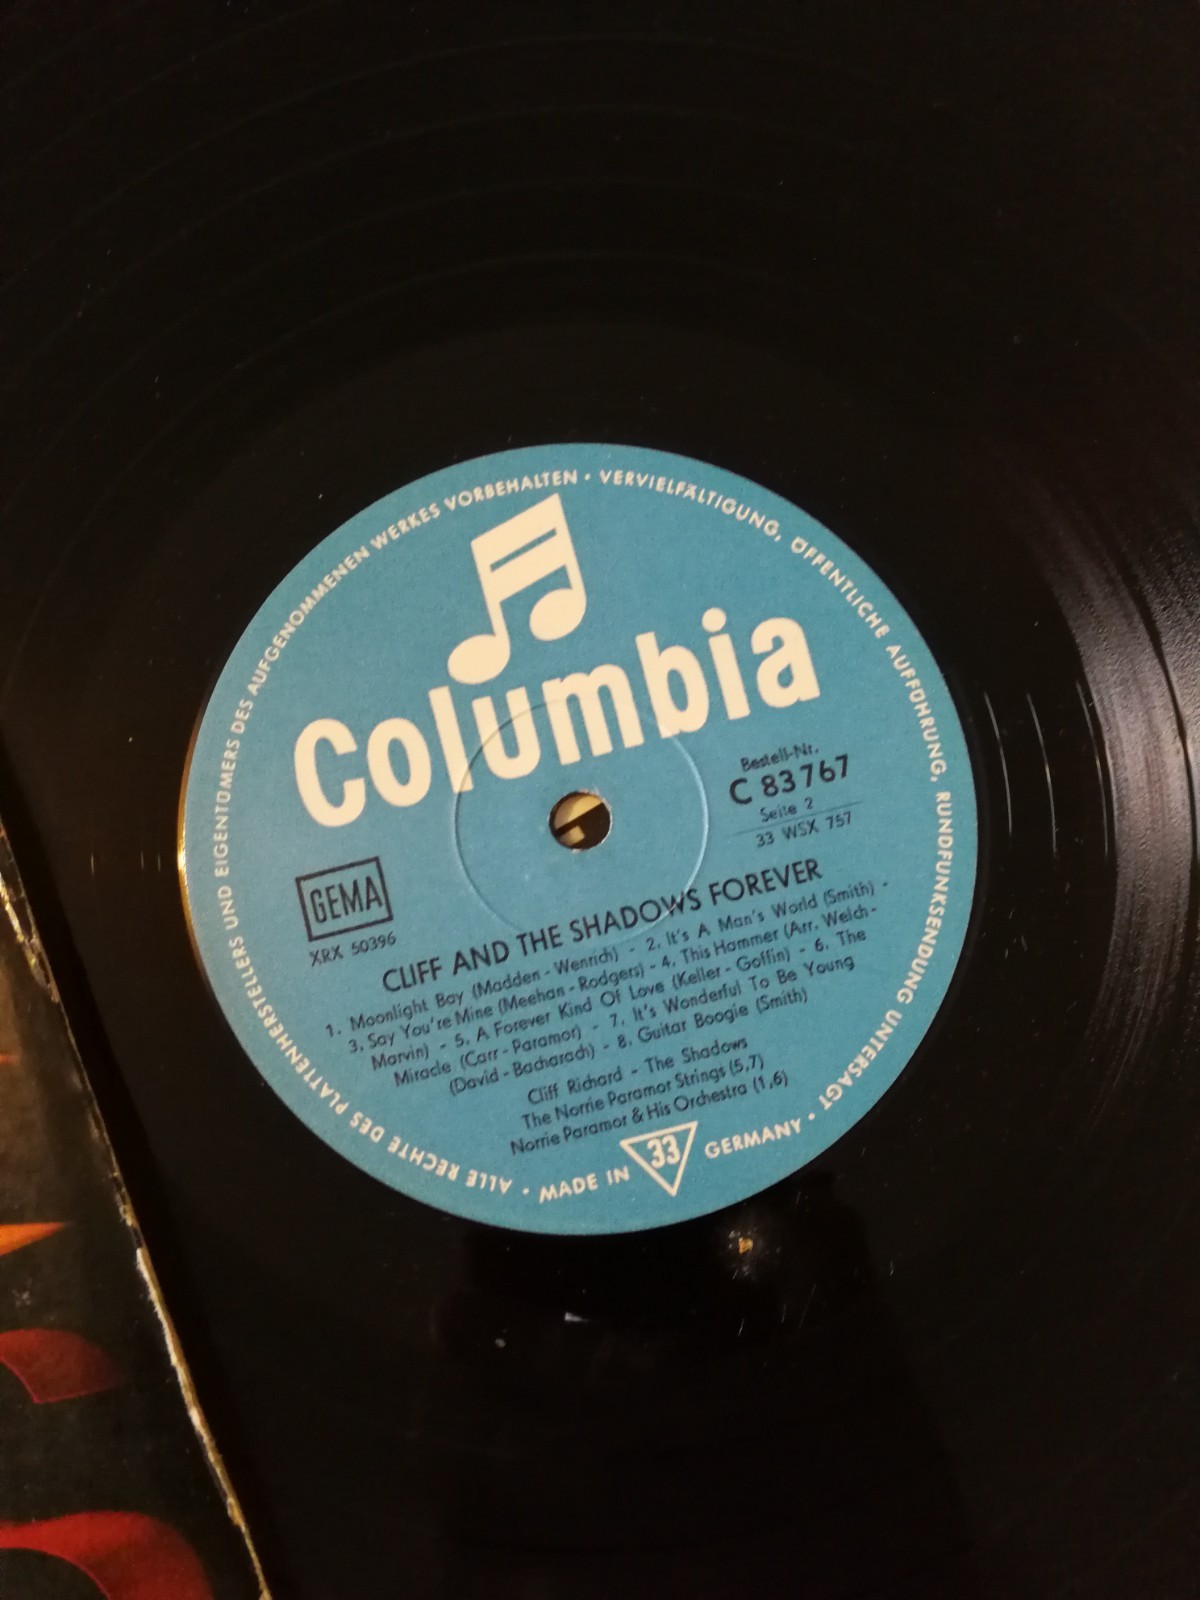 ALLE RECHTE DES PLATTENHERSTELLERS UND EIGENTÜMERS DES AUFGENOMMENEN WERKES VORBEHALTEN · VERVIELFÄLTIGUNG, ÖFFENTLICHE AUFFÜHRUNG, RUNDFUNKSENDUNG UNTERSAGT ·
Columbia
Bestell-Nr.
C 83767
Seite 2
33 WSX 757
GEMA
XRX 50396
CLIFF AND THE SHADOWS FOREVER
1. Moonlight Bay (Madden - Wenrich) - 2. It's A Man's World (Smith) -
3. Say You're Mine (Meehan - Rodgers) - 4. This Hammer (Arr. Welch-
Marvin) - 5. A Forever Kind Of Love (Keller - Goffin) - 6. The
Miracle (Carr - Paramor) - 7. It's Wonderful To Be Young
(David - Bacharach) - 8. Guitar Boogie (Smith)
Cliff Richard - The Shadows
The Norrie Paramor Strings (5,7)
Norrie Paramor & His Orchestra (1,6)
MADE IN 33 GERMANY ·